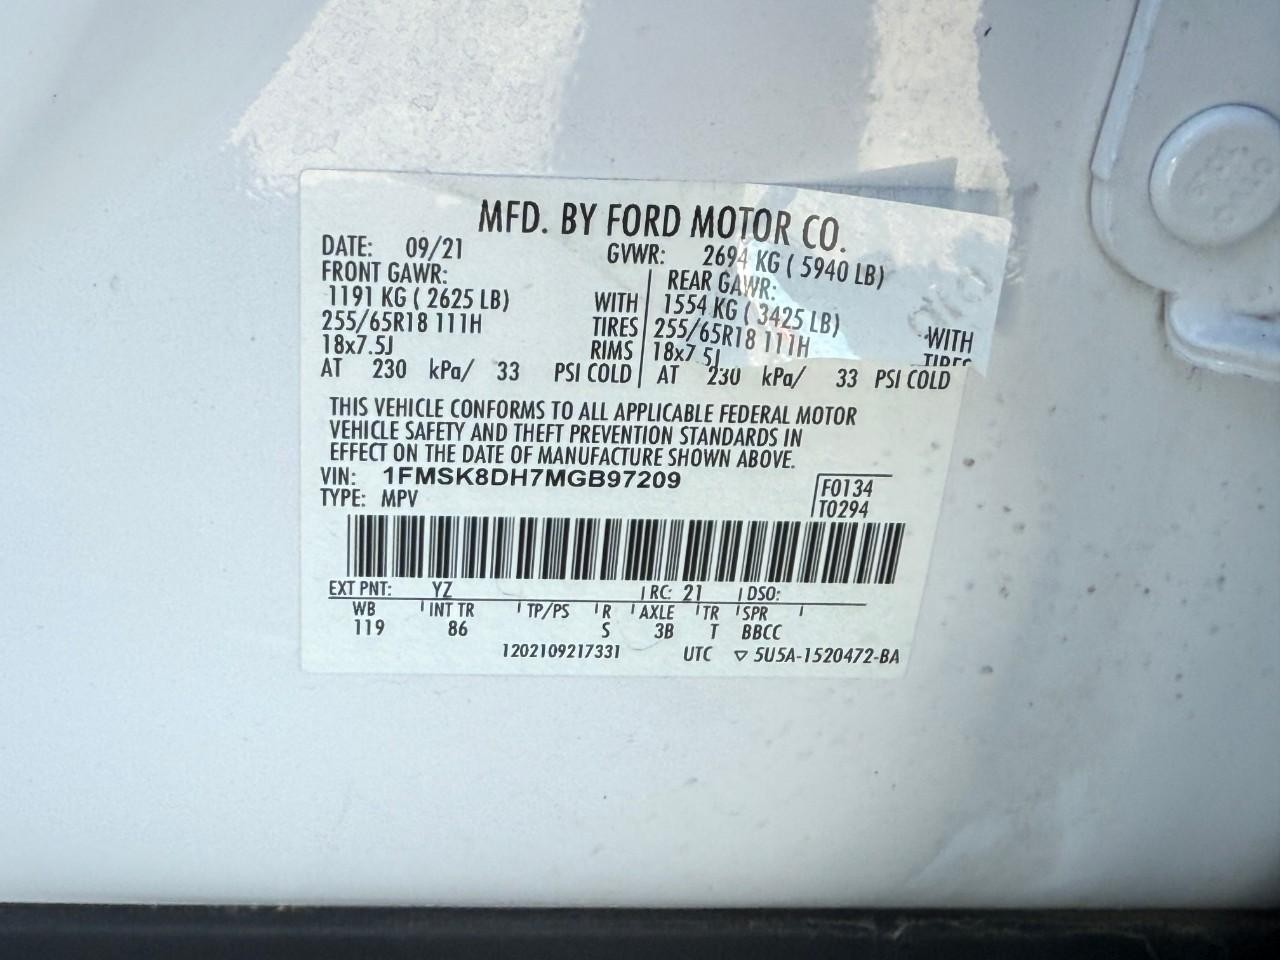 MFD. BY FORD MOTOR CO.
DATE: 09/21 GVWR: 2694 KG ( 5940 LB)
FRONT GAWR: REAR GAWR:
1191 KG ( 2625 LB) WITH 1554 KG ( 3425 LB) WITH
255/65R18 111H TIRES 255/65R18 111H TIRES
18x7.5J RIMS 18x7.5J
AT 230 kPa/ 33 PSI COLD AT 230 kPa/ 33 PSI COLD
THIS VEHICLE CONFORMS TO ALL APPLICABLE FEDERAL MOTOR
VEHICLE SAFETY AND THEFT PREVENTION STANDARDS IN
EFFECT ON THE DATE OF MANUFACTURE SHOWN ABOVE.
VIN: 1FMSK8DH7MGB97209
TYPE: MPV
F0134
T0294
EXT PNT: YZ RC: 21 DSO:
WB INT TR TP/PS R AXLE TR SPR
119 86 S 3B T BBCC
1202109217331 UTC ▽ 5U5A-1520472-BA